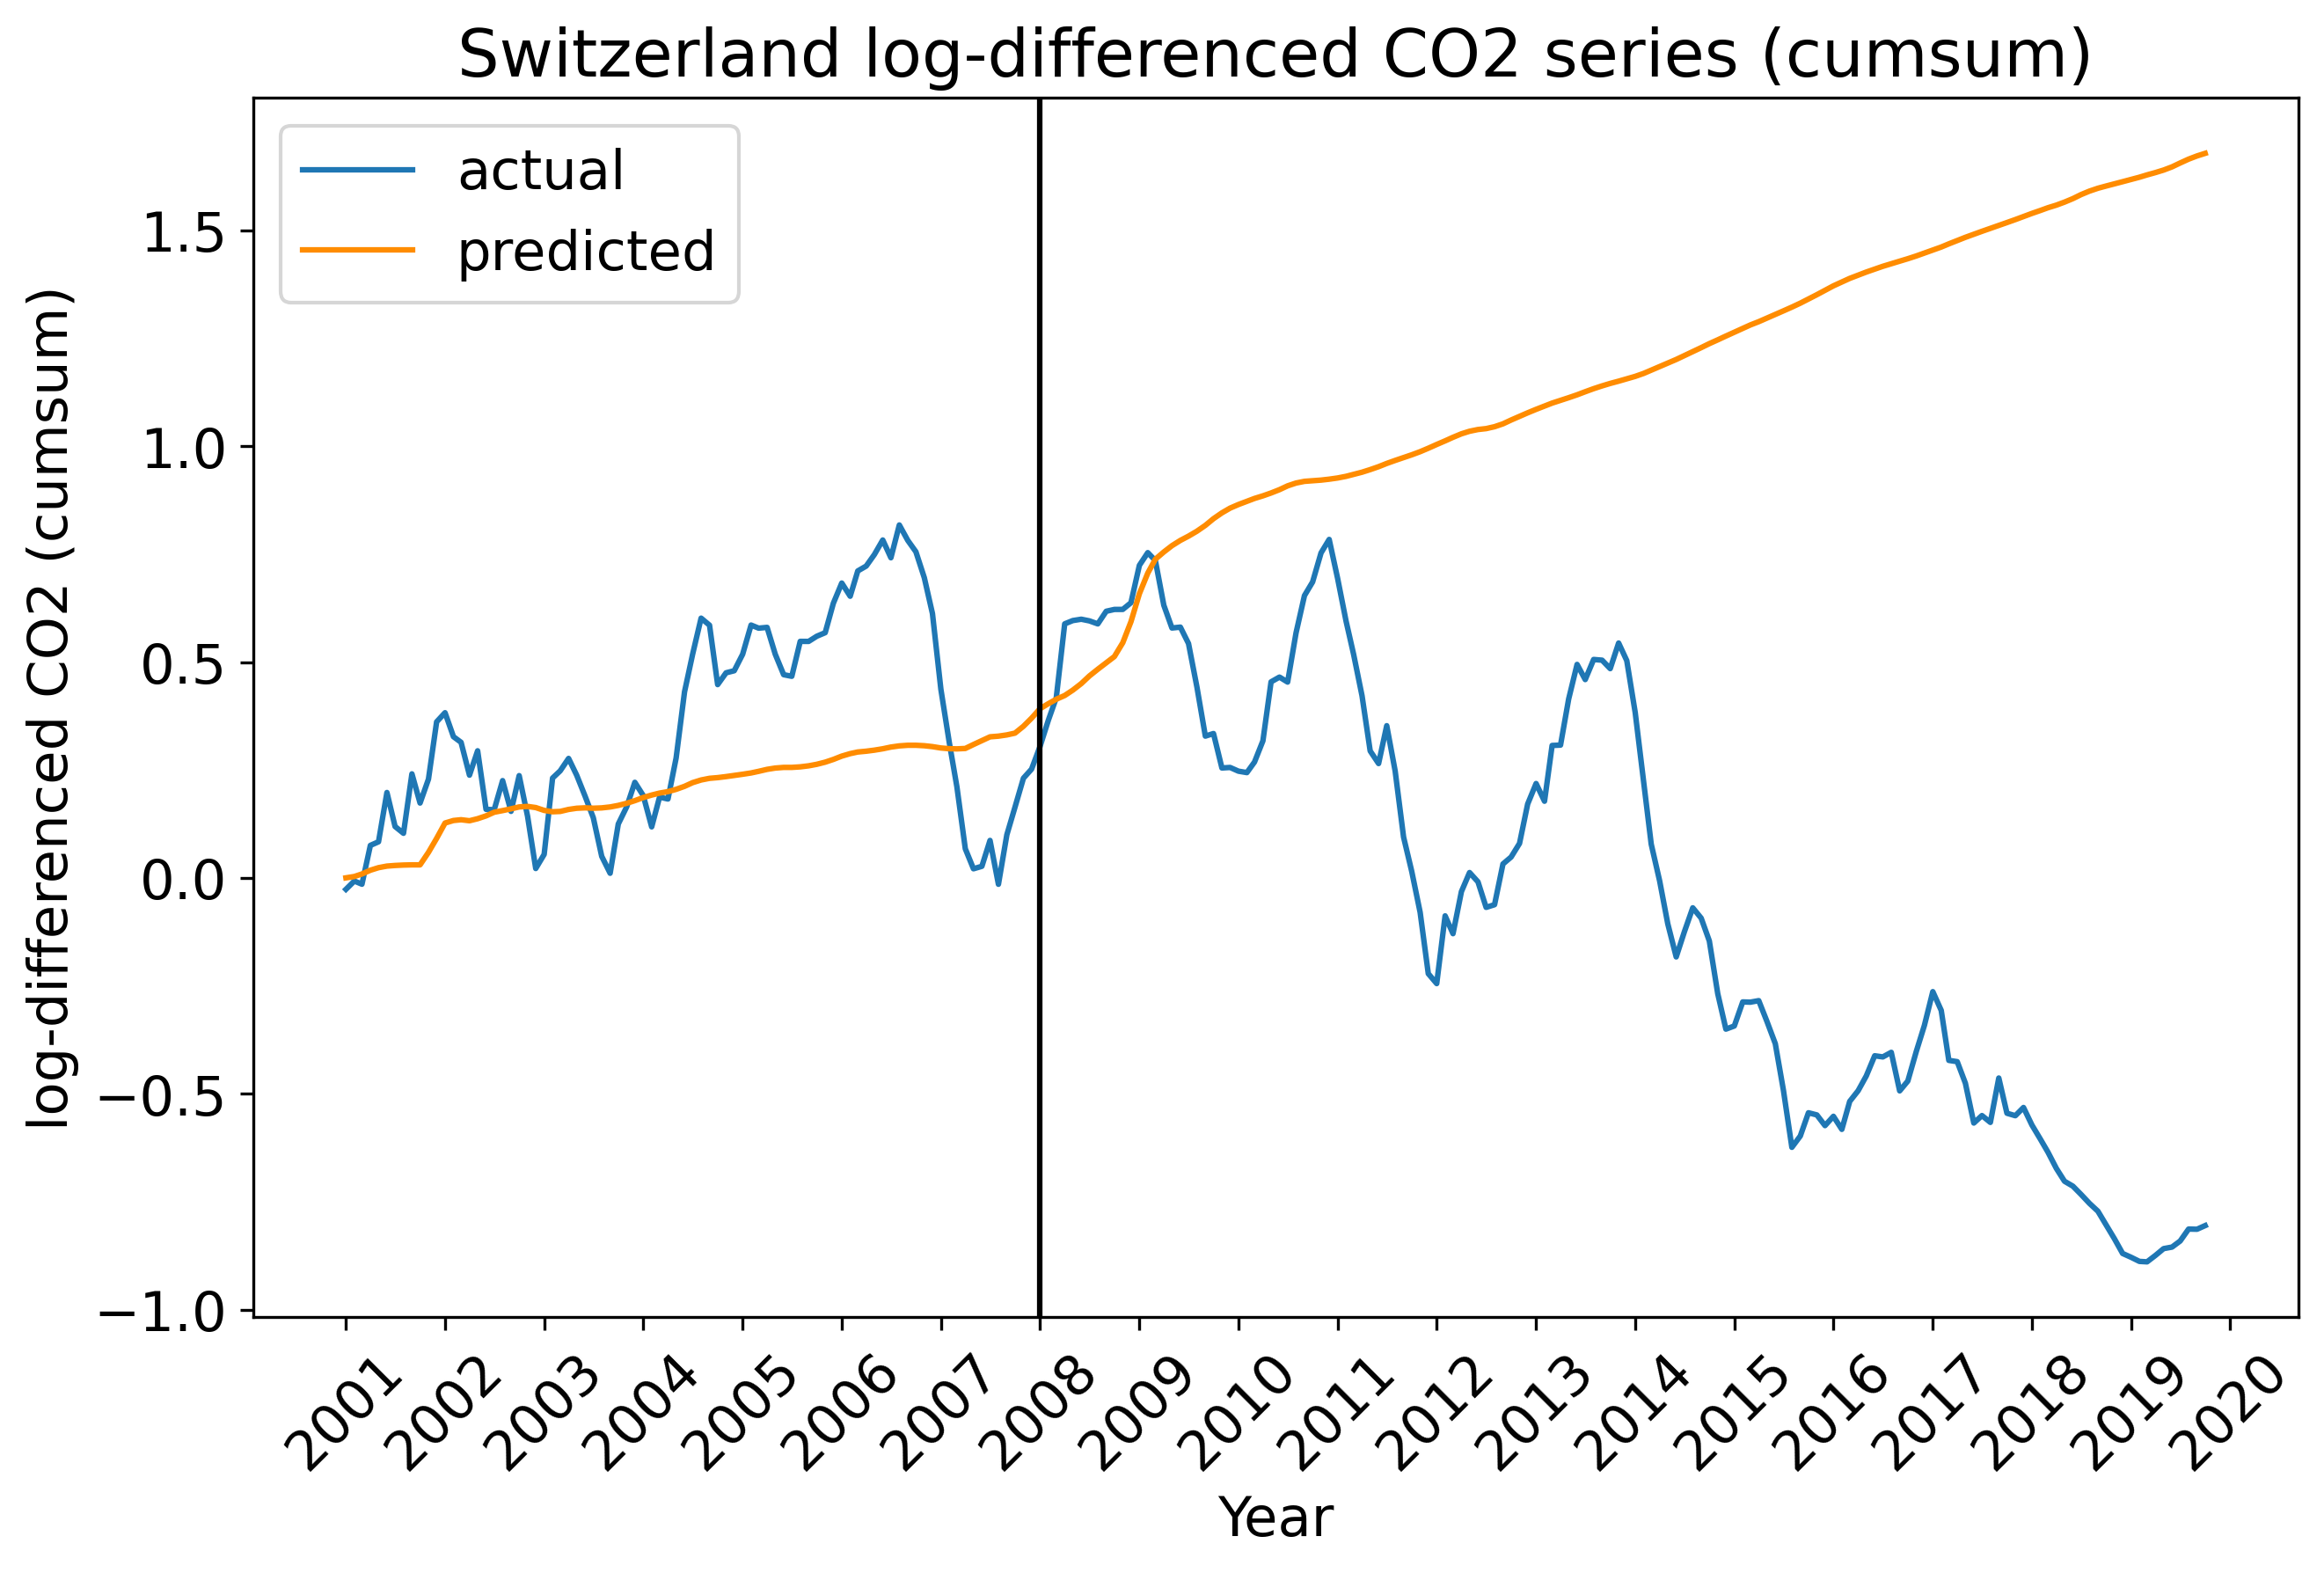 Switzerland log-differenced CO2 series (cumsum)
actual
predicted
log-differenced CO2 (cumsum)
1.5
1.0
0.5
0.0
−0.5
−1.0
2001 2002 2003 2004 2005 2006 2007 2008 2009 2010 2011 2012 2013 2014 2015 2016 2017 2018 2019 2020
Year